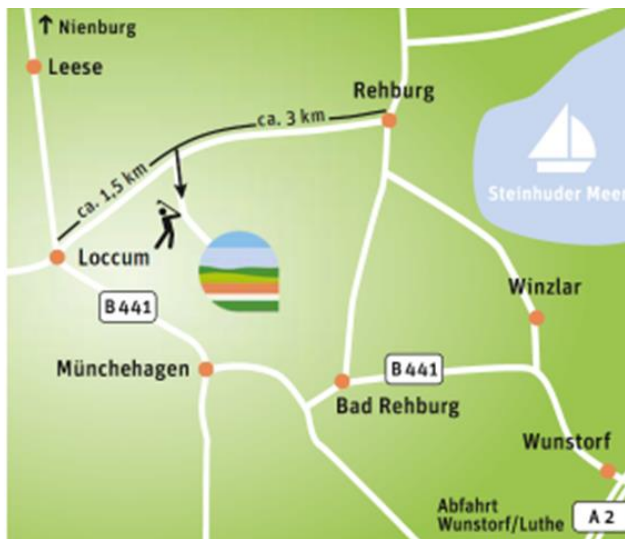 ↑ Nienburg
Leese
Rehburg
ca. 3 km
ca. 1,5 km
Steinhuder Meer
Loccum
Winzlar
B 441
Münchehagen
B 441
Bad Rehburg
Wunstorf
Abfahrt
Wunstorf/Luthe
A 2